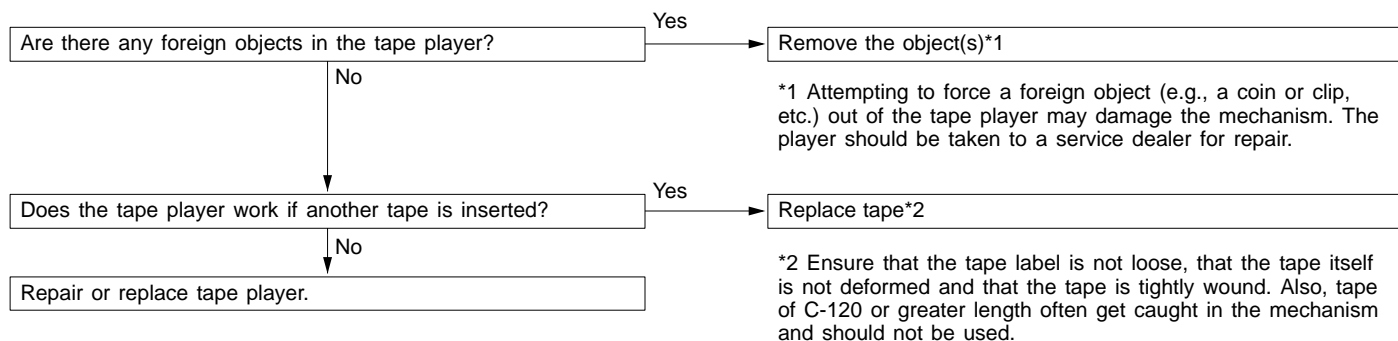 Yes
Are there any foreign objects in the tape player?
Remove the object(s)*1
No
*1 Attempting to force a foreign object (e.g., a coin or clip,
etc.) out of the tape player may damage the mechanism. The
player should be taken to a service dealer for repair.
Yes
Does the tape player work if another tape is inserted?
Replace tape*2
No
*2 Ensure that the tape label is not loose, that the tape itself
is not deformed and that the tape is tightly wound. Also, tape
of C-120 or greater length often get caught in the mechanism
and should not be used.
Repair or replace tape player.